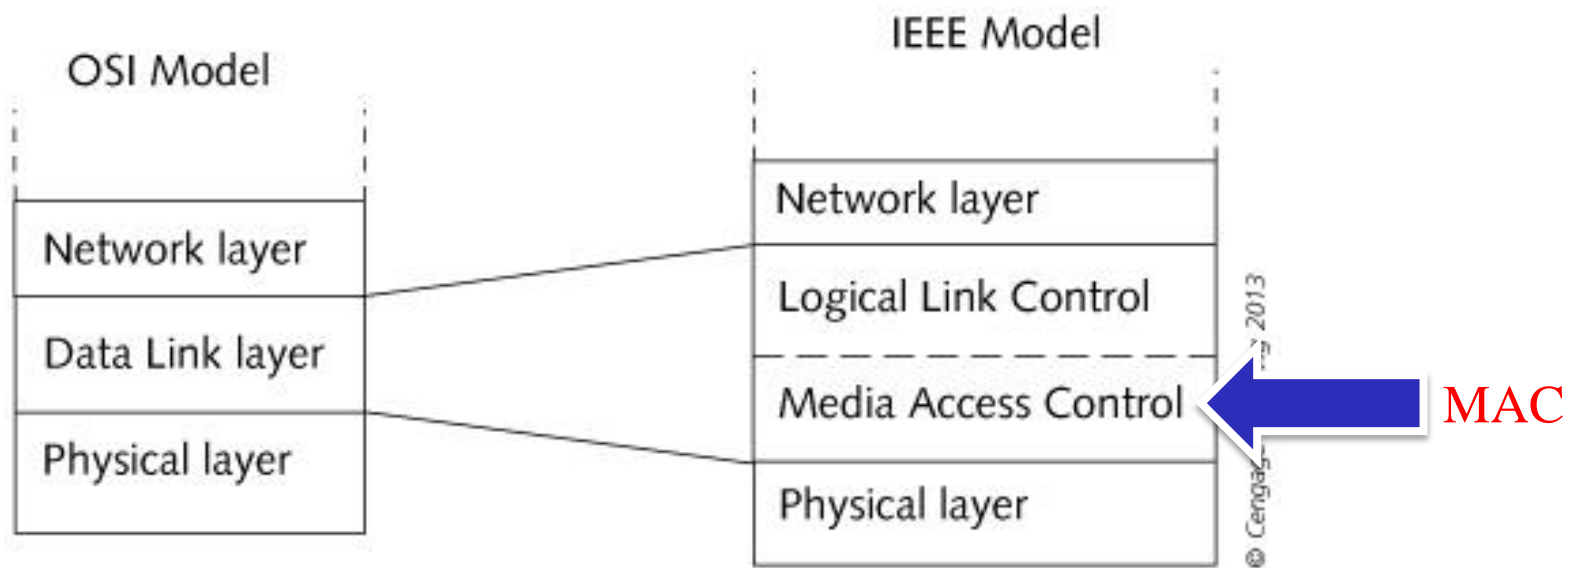 OSI Model
Network layer
Data Link layer
Physical layer
IEEE Model
Network layer
Logical Link Control
Media Access Control
Physical layer
MAC
© 2013